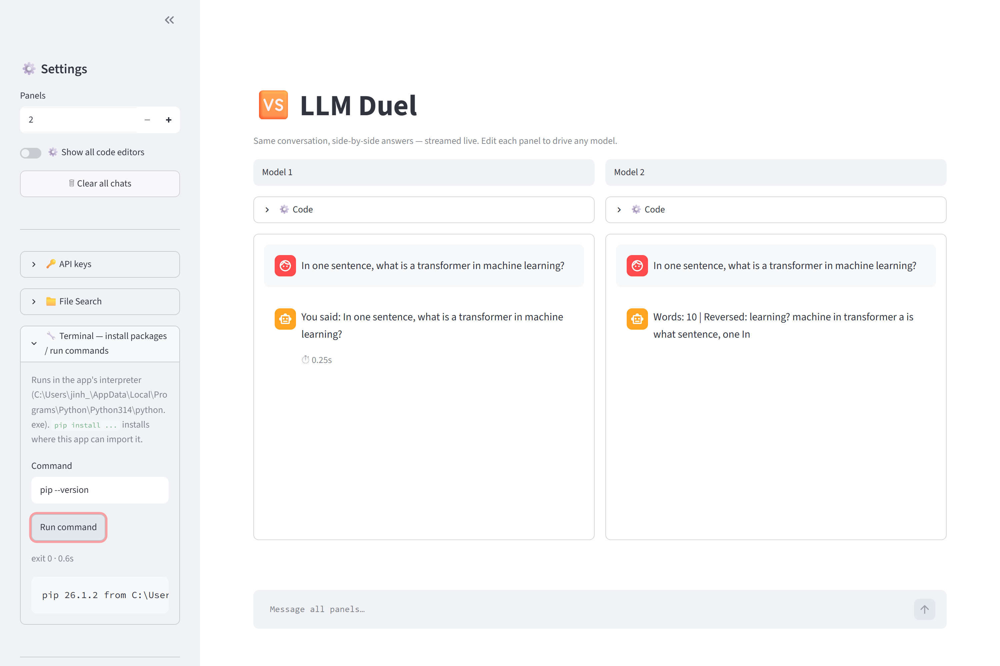 Settings
Panels
2
Show all code editors
Clear all chats
API keys
File Search
Terminal — install packages
/ run commands
Runs in the app's interpreter
(C:\Users\jinh_\AppData\Local\Pro
grams\Python\Python314\python.
exe). pip install ... installs
where this app can import it.
Command
pip --version
Run command
exit 0 · 0.6s
pip 26.1.2 from C:\User
VS LLM Duel
Same conversation, side-by-side answers — streamed live. Edit each panel to drive any model.
Model 1
Code
In one sentence, what is a transformer in machine learning?
You said: In one sentence, what is a transformer in machine
learning?
0.25s
Model 2
Code
In one sentence, what is a transformer in machine learning?
Words: 10 | Reversed: learning? machine in transformer a is
what sentence, one In
Message all panels…